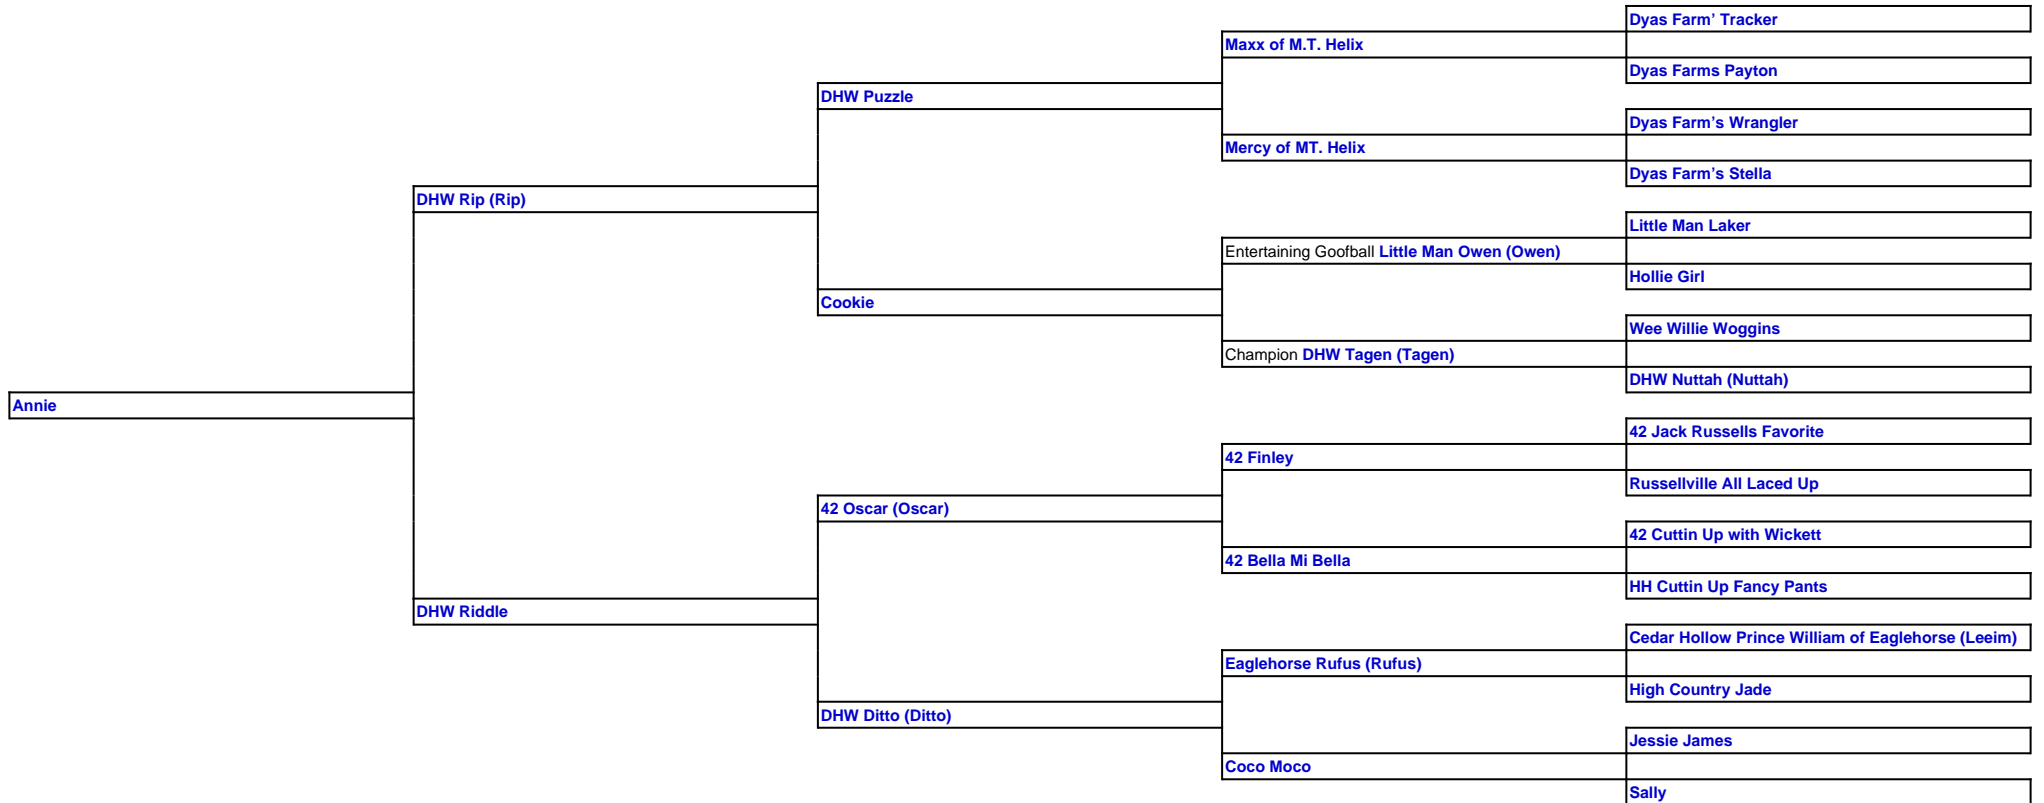 Dyas Farm’ Tracker
Maxx of M.T. Helix
Dyas Farms Payton
DHW Puzzle
Dyas Farm’s Wrangler
Mercy of MT. Helix
Dyas Farm’s Stella
DHW Rip (Rip)
Little Man Laker
Entertaining Goofball Little Man Owen (Owen)
Hollie Girl
Cookie
Wee Willie Woggins
Champion DHW Tagen (Tagen)
DHW Nuttah (Nuttah)
Annie
42 Jack Russells Favorite
42 Finley
Russellville All Laced Up
42 Oscar (Oscar)
42 Cuttin Up with Wickett
42 Bella Mi Bella
HH Cuttin Up Fancy Pants
DHW Riddle
Cedar Hollow Prince William of Eaglehorse (Leeim)
Eaglehorse Rufus (Rufus)
High Country Jade
DHW Ditto (Ditto)
Jessie James
Coco Moco
Sally